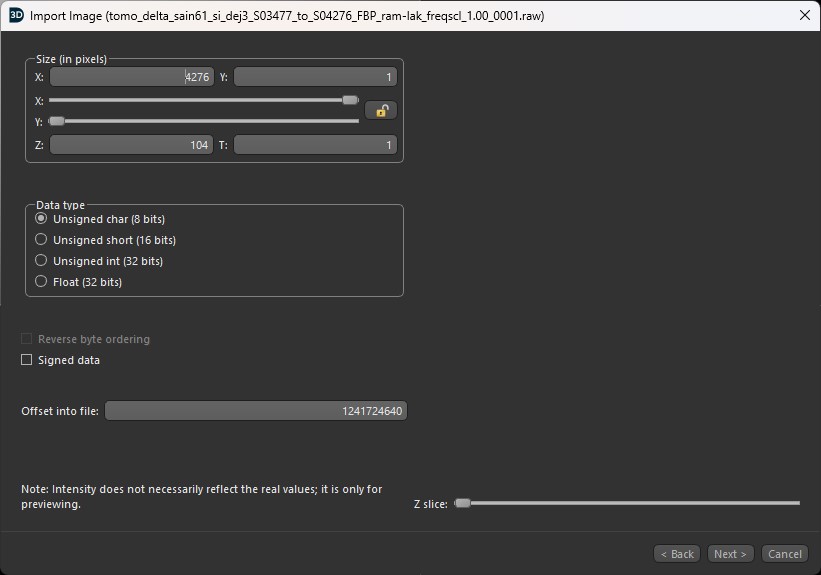 3D Import Image (tomo_delta_sain61_si_dej3_S03477_to_S04276_FBP_ram-lak_freqscl_1.00_0001.raw)
Size (in pixels)
X: 4276 Y: 1
X:
Y:
Z: 104 T: 1
Data type
Unsigned char (8 bits)
Unsigned short (16 bits)
Unsigned int (32 bits)
Float (32 bits)
Reverse byte ordering
Signed data
Offset into file: 1241724640
Note: Intensity does not necessarily reflect the real values; it is only for
previewing.
Z slice:
< Back Next > Cancel